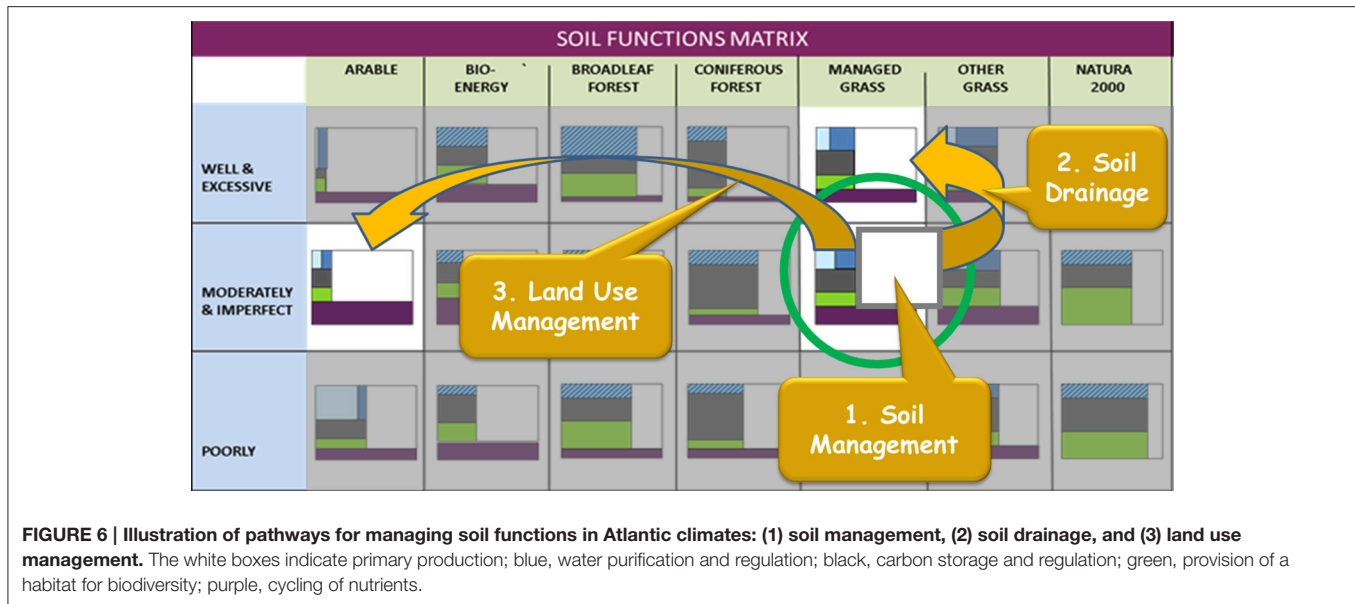 SOIL FUNCTIONS MATRIX
ARABLE
BIO-
ENERGY
BROADLEAF
FOREST
CONIFEROUS
FOREST
MANAGED
GRASS
OTHER
GRASS
NATURA
2000
WELL &
EXCESSIVE
2. Soil
Drainage
MODERATELY
& IMPERFECT
3. Land Use
Management
POORLY
1. Soil
Management
FIGURE 6 | Illustration of pathways for managing soil functions in Atlantic climates: (1) soil management, (2) soil drainage, and (3) land use
management. The white boxes indicate primary production; blue, water purification and regulation; black, carbon storage and regulation; green, provision of a
habitat for biodiversity; purple, cycling of nutrients.